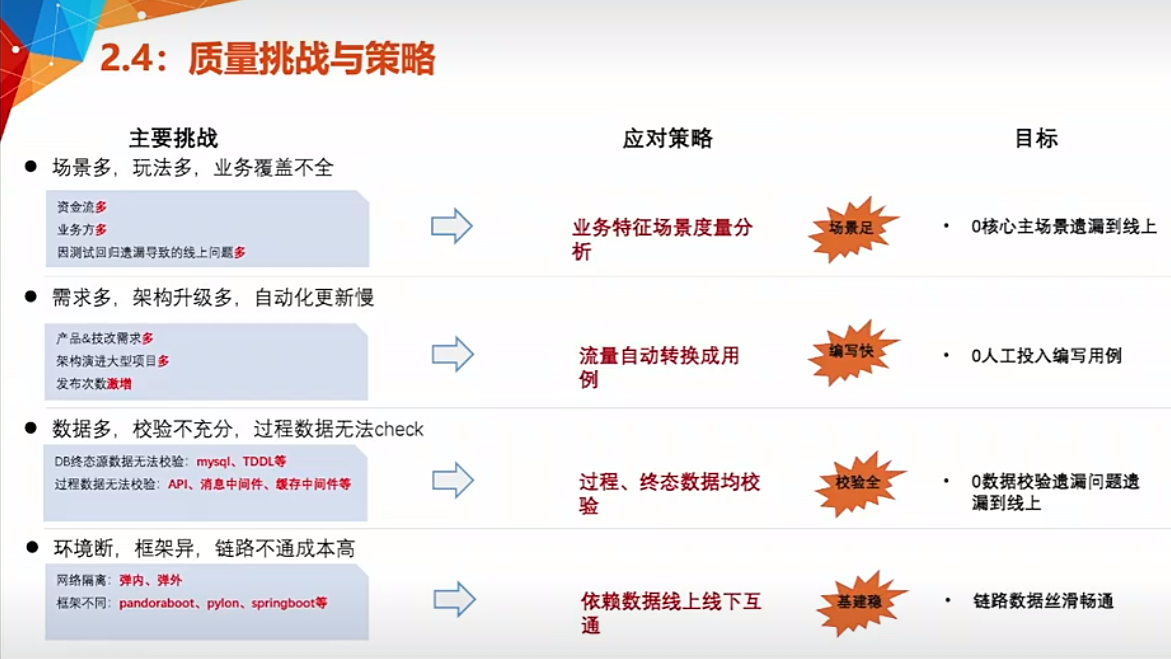 2.4：质量挑战与策略
主要挑战
应对策略
目标
场景多，玩法多，业务覆盖不全
资金流多
业务方多
因测试回归遗漏导致的线上问题多
业务特征场景度量分
析
场景足
0核心主场景遗漏到线上
需求多，架构升级多，自动化更新慢
产品&技改需求多
架构演进大型项目多
发布次数激增
流量自动转换成用
例
编写快
0人工投入编写用例
数据多，校验不充分，过程数据无法check
DB终态源数据无法校验：mysql、TDDL等
过程数据无法校验：API、消息中间件、缓存中间件等
过程、终态数据均校
验
校验全
0数据校验遗漏问题遗
漏到线上
环境断，框架异，链路不通成本高
网络隔离：弹内、弹外
框架不同：pandoraboot、pylon、springboot等
依赖数据线上线下互
通
基建稳
链路数据丝滑畅通